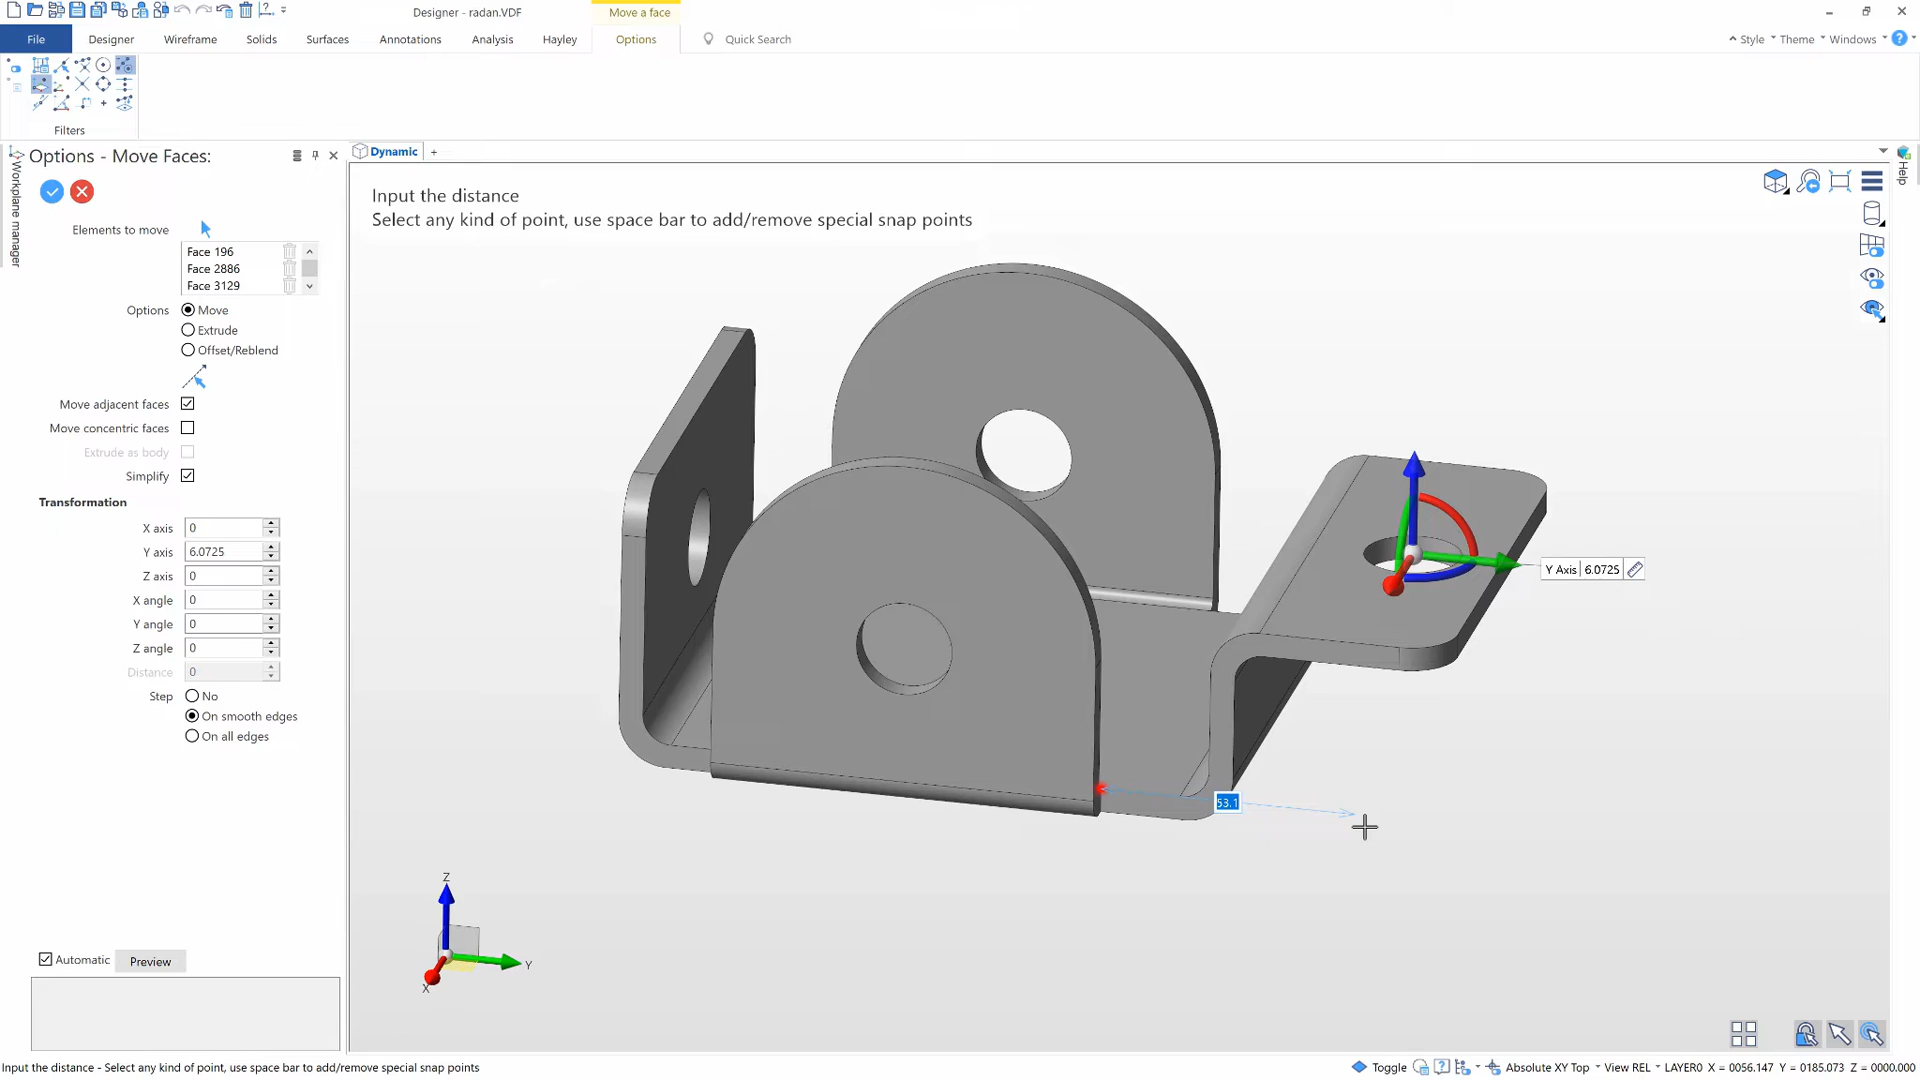 Designer - radan.VDF
Move a face
File
Designer
Wireframe
Solids
Surfaces
Annotations
Analysis
Hayley
Options
Quick Search
Style
Theme
Windows
Filters
Options - Move Faces:
Dynamic
Help
Workplane manager
Input the distance
Select any kind of point, use space bar to add/remove special snap points
Elements to move
Face 196
Face 2886
Face 3129
Options
Move
Extrude
Offset/Reblend
Move adjacent faces
Move concentric faces
Extrude as body
Simplify
Transformation
X axis 0
Y axis 6.0725
Z axis 0
X angle 0
Y angle 0
Z angle 0
Distance 0
Step
No
On smooth edges
On all edges
Y Axis 6.0725
53.1
Z
Y
X
Automatic
Preview
Input the distance - Select any kind of point, use space bar to add/remove special snap points
Toggle
Absolute XY Top
View REL
LAYER0
X = 0056.147
Y = 0185.073
Z = 0000.000